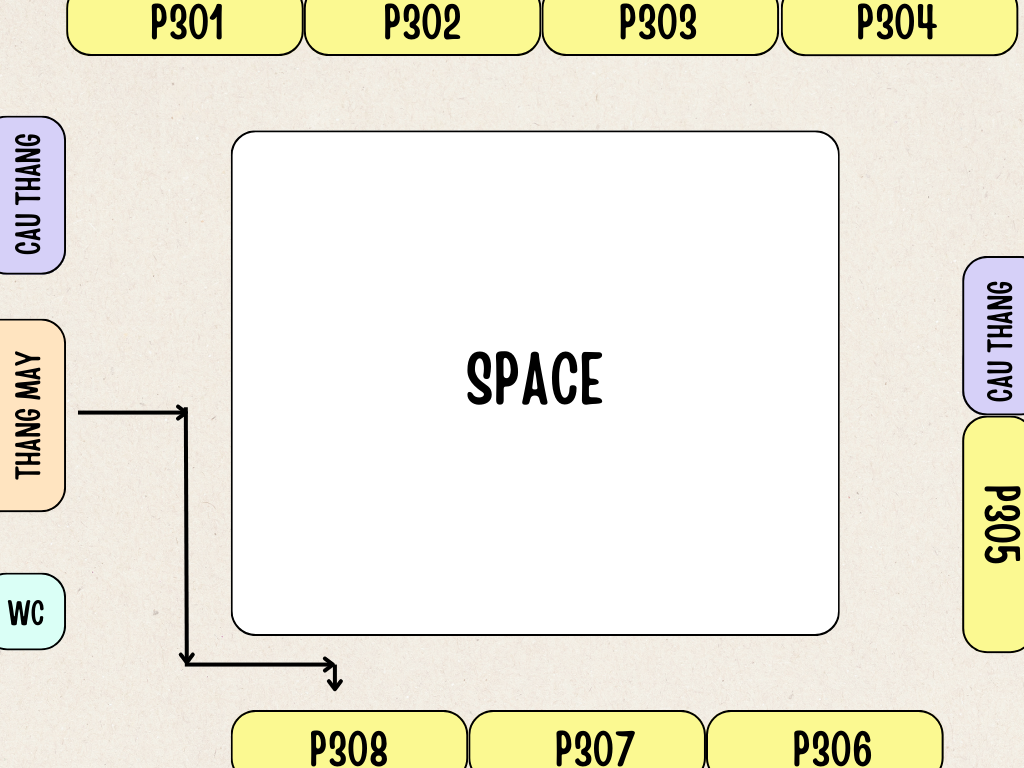 P301
P302
P303
P304
CAU THANG
THANG MAY
WC
SPACE
CAU THANG
P305
P308
P307
P306